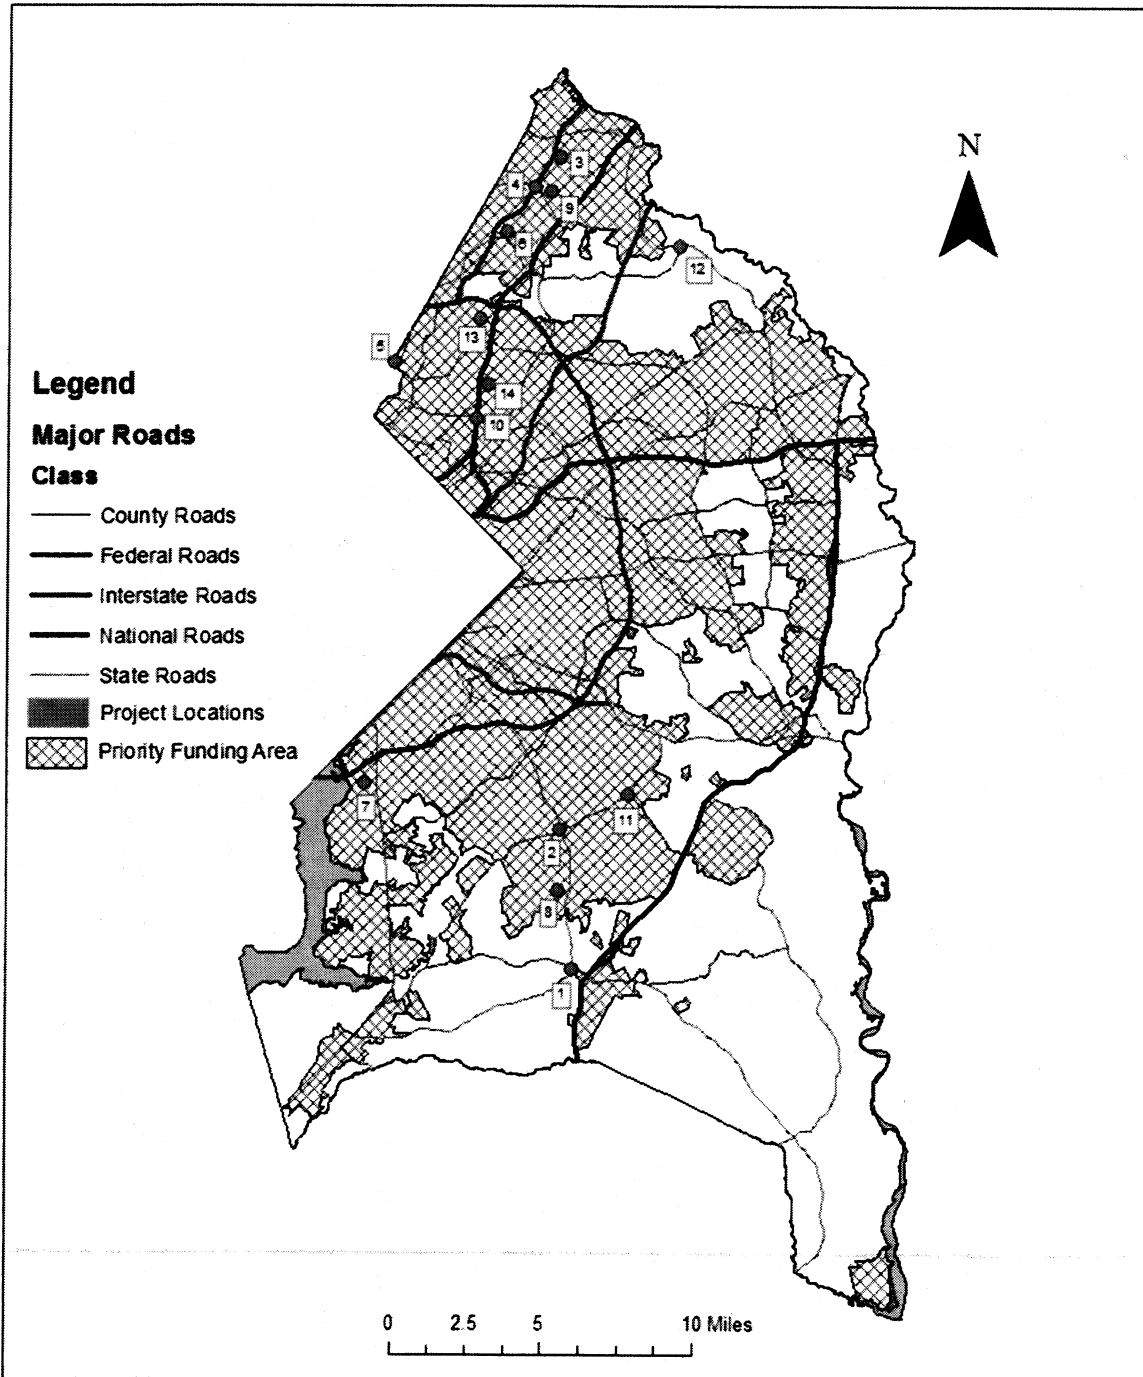 N
3
4
9
6
12
13
5
14
10
Legend
Major Roads
Class
County Roads
Federal Roads
Interstate Roads
National Roads
State Roads
Project Locations
Priority Funding Area
7
11
2
8
1
0 2.5 5 10 Miles